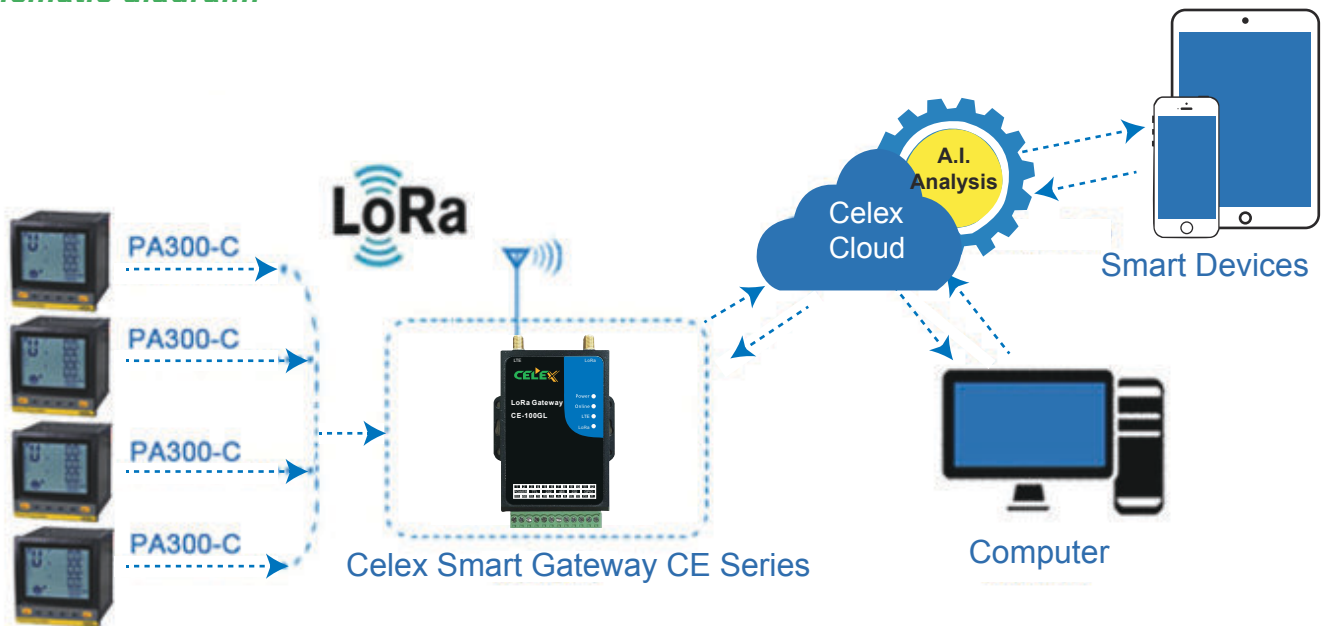 LoRa
PA300-C
PA300-C
PA300-C
PA300-C
LTE
LoRa
CELEX
LoRa Gateway
CE-100GL
Power
Online
LTE
LoRa
Celex Smart Gateway CE Series
A.I.
Analysis
Celex
Cloud
Smart Devices
Computer